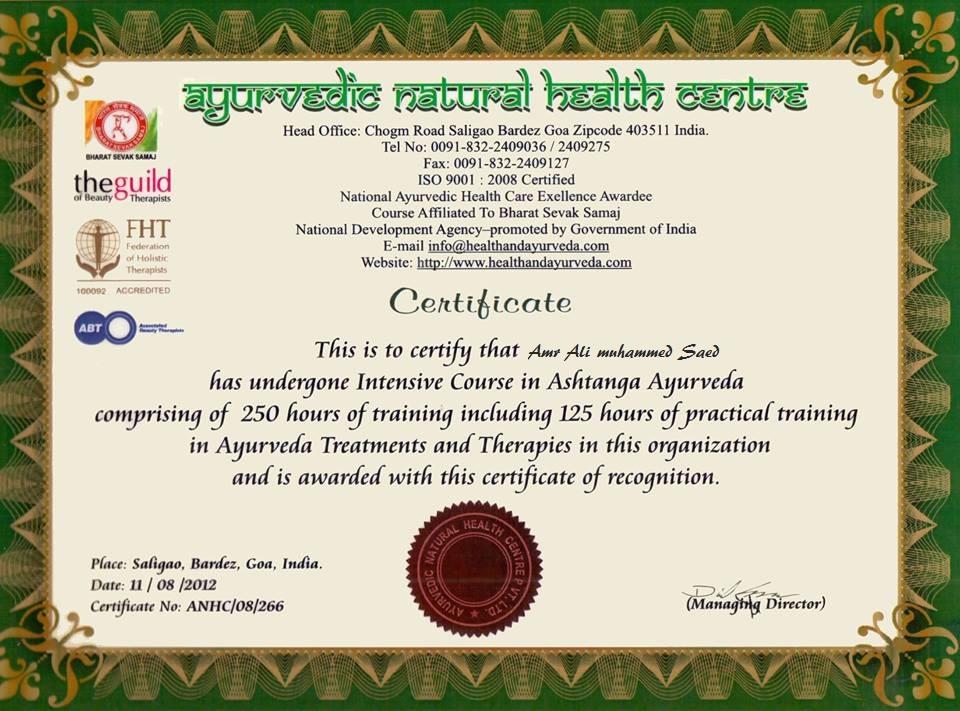 ayurvedic natural health centre
Head Office: Chogm Road Saligao Bardez Goa Zipcode 403511 India.
Tel No: 0091-832-2409036 / 2409275
Fax: 0091-832-2409127
ISO 9001 : 2008 Certified
National Ayurvedic Health Care Exellence Awardee
Course Affiliated To Bharat Sevak Samaj
National Development Agency–promoted by Government of India
E-mail info@healthandayurveda.com
Website: http://www.healthandayurveda.com
BHARAT SEVAK SAMAJ
theguild
of Beauty Therapists
FHT
Federation
of Holistic
Therapists
100092 ACCREDITED
ABT Associated
Beauty Therapists
Certificate
This is to certify that Amr Ali muhammed Saed
has undergone Intensive Course in Ashtanga Ayurveda
comprising of 250 hours of training including 125 hours of practical training
in Ayurveda Treatments and Therapies in this organization
and is awarded with this certificate of recognition.
AYURVEDIC NATURAL HEALTH CENTRE P. VT. LTD.
Place: Saligao, Bardez, Goa, India.
Date: 11 / 08 /2012
Certificate No: ANHC/08/266
(Managing Director)